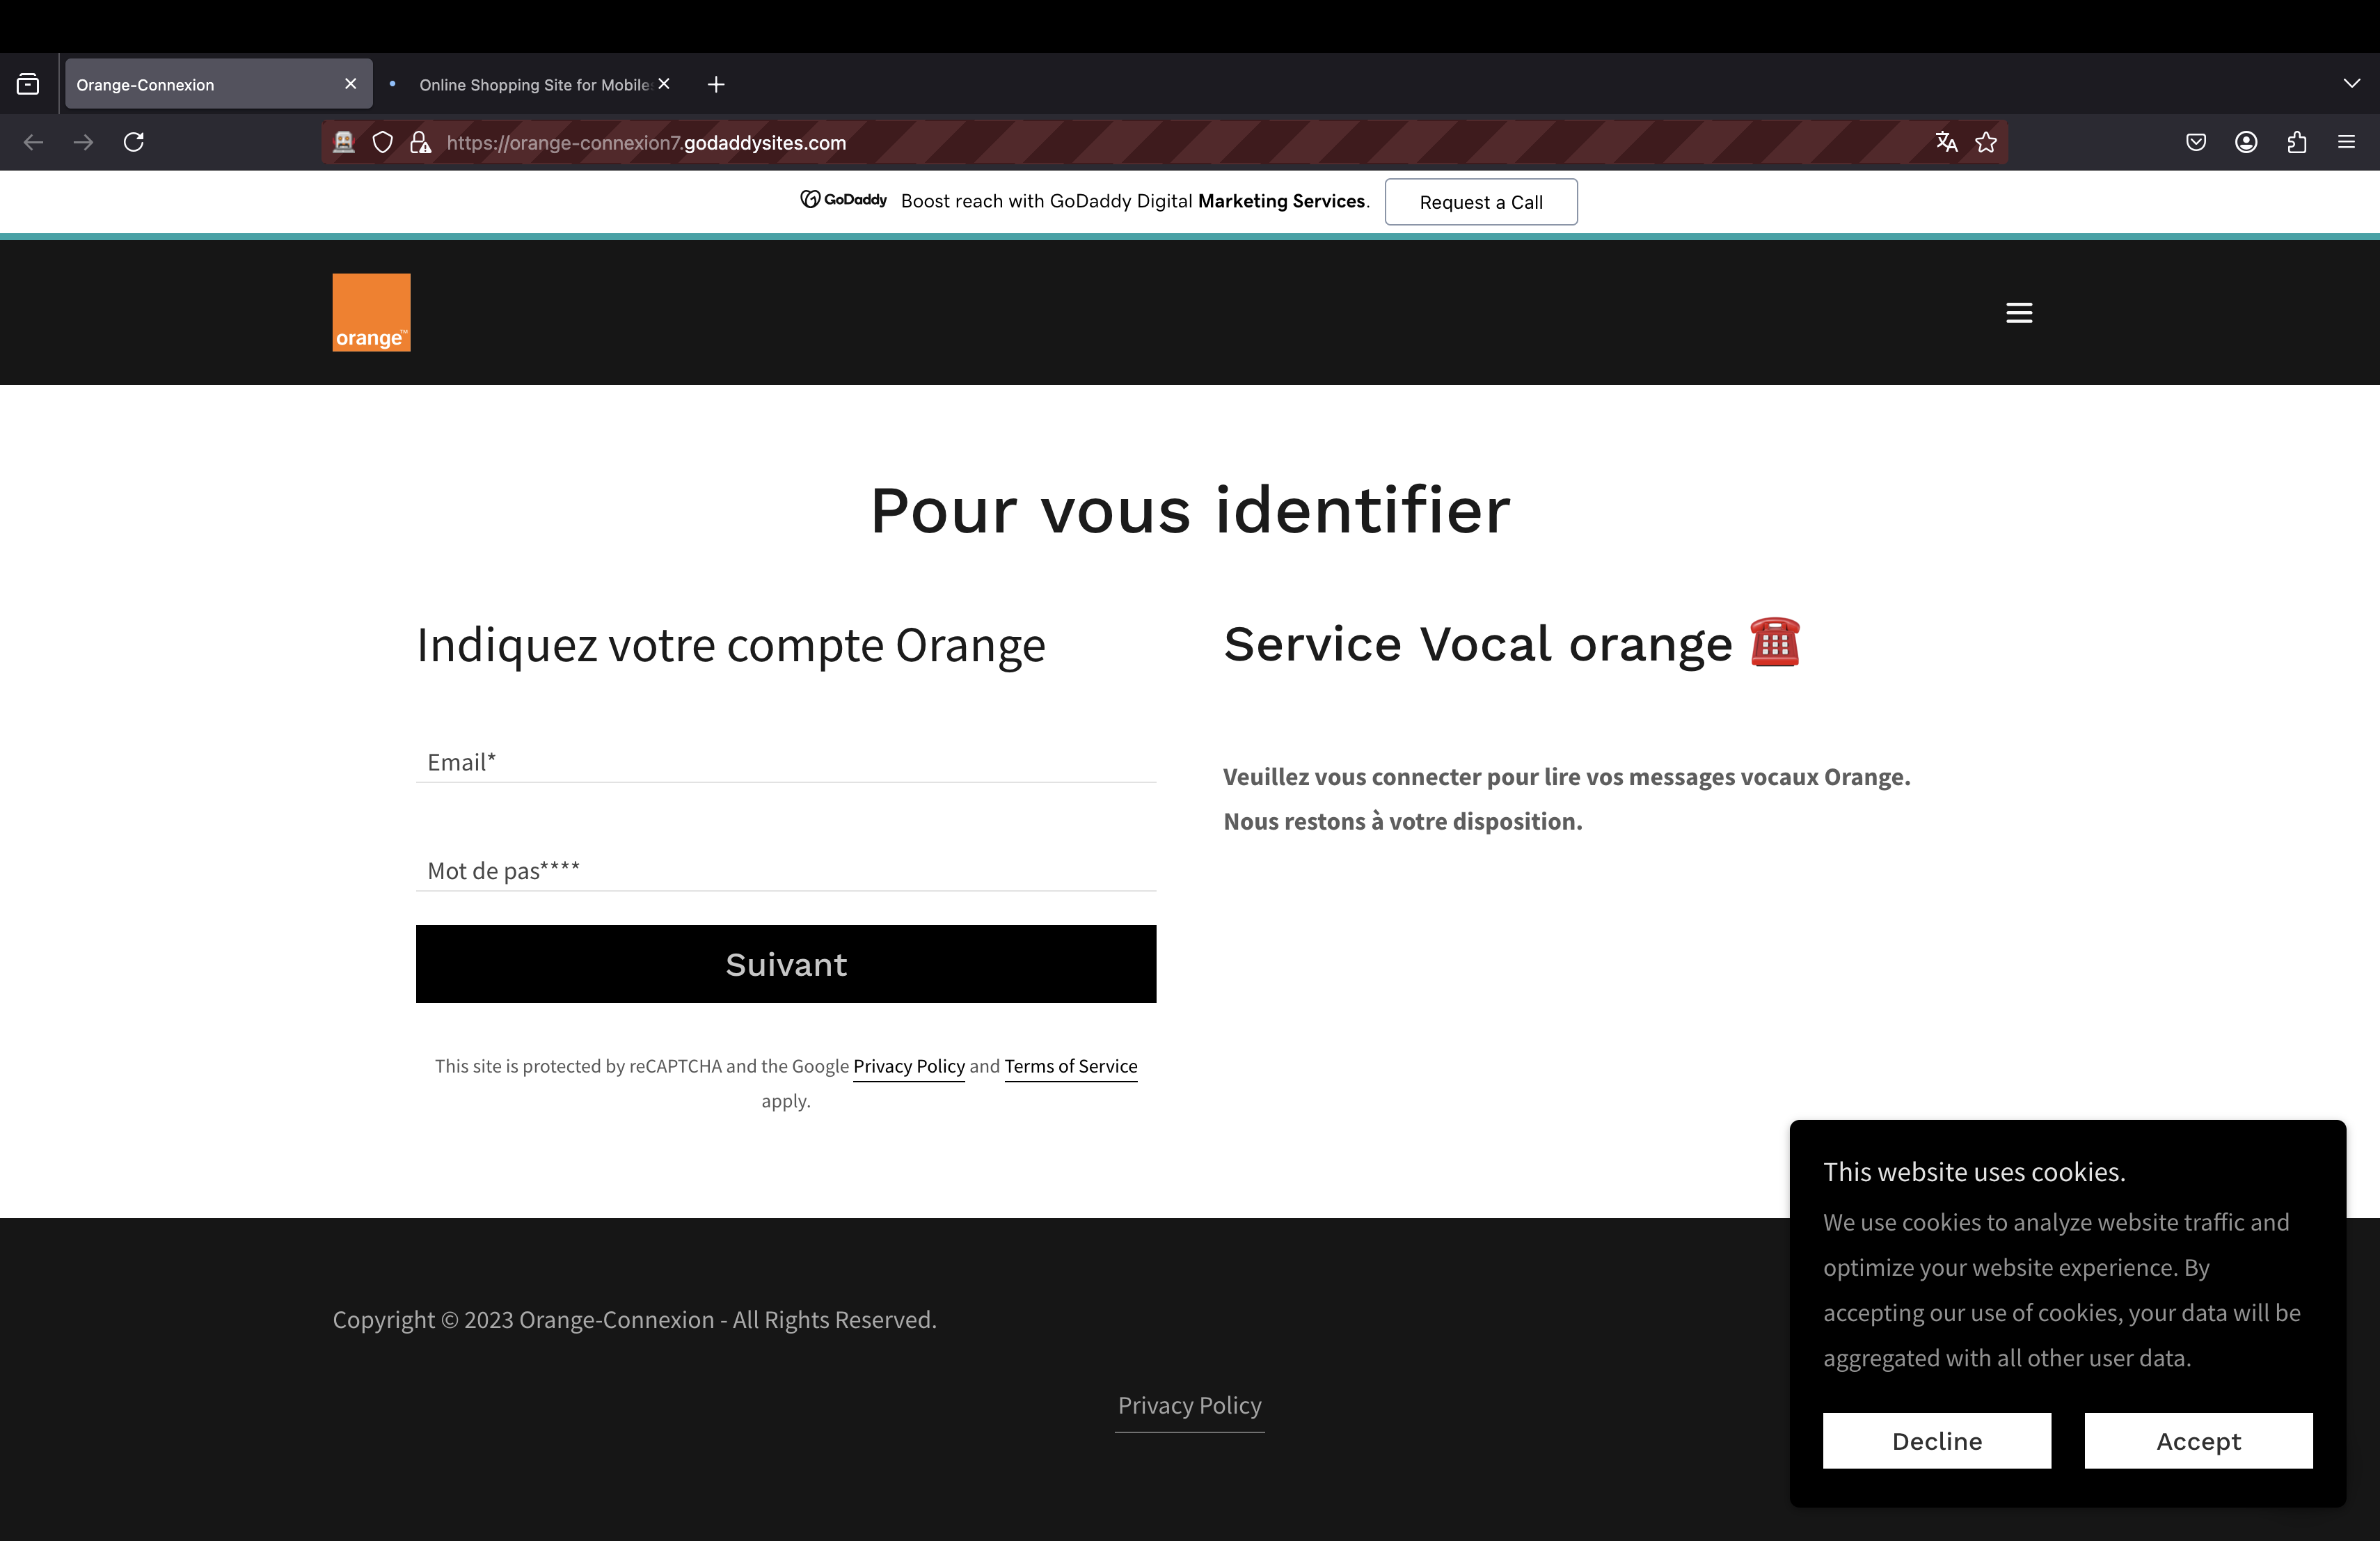 Orange-Connexion
Online Shopping Site for Mobile
https://orange-connexion7.godaddysites.com
GoDaddy Boost reach with GoDaddy Digital Marketing Services. Request a Call
orange™
Pour vous identifier
Indiquez votre compte Orange
Email*
Mot de pas****
Suivant
This site is protected by reCAPTCHA and the Google Privacy Policy and Terms of Service
apply.
Service Vocal orange
Veuillez vous connecter pour lire vos messages vocaux Orange.
Nous restons à votre disposition.
Copyright © 2023 Orange-Connexion - All Rights Reserved.
Privacy Policy
This website uses cookies.
We use cookies to analyze website traffic and
optimize your website experience. By
accepting our use of cookies, your data will be
aggregated with all other user data.
Decline Accept